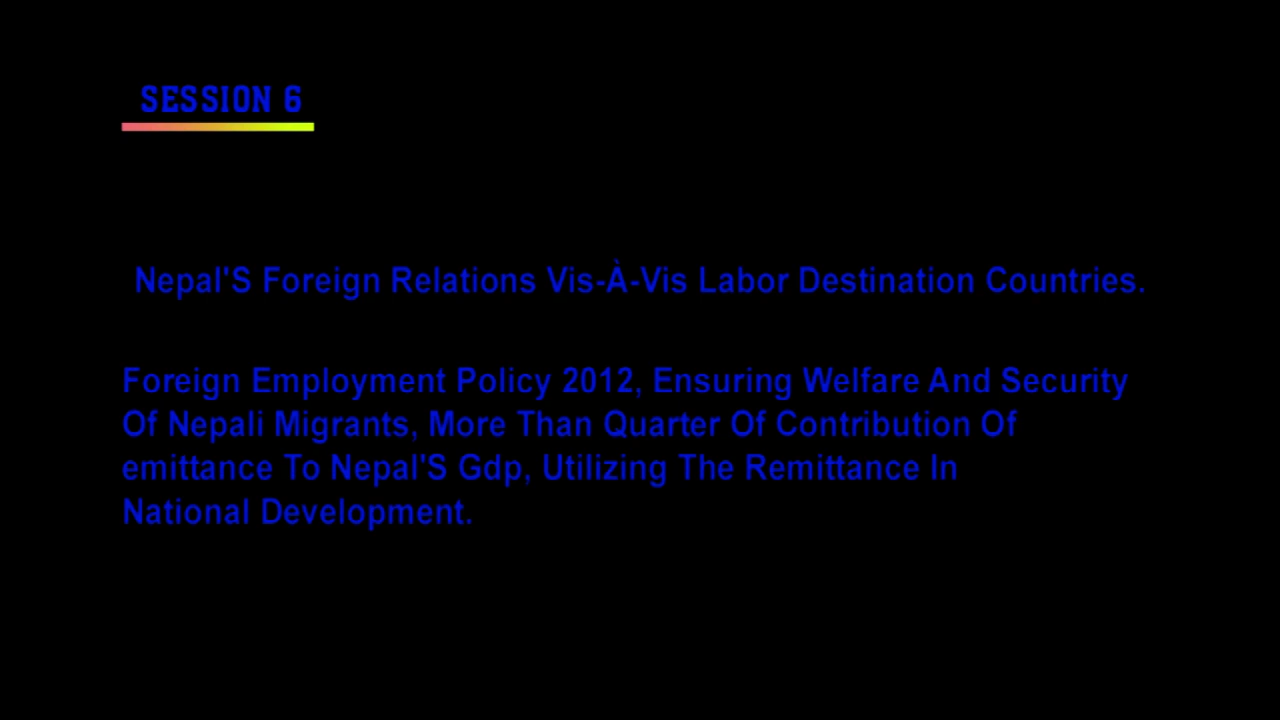 SESSION 6
Nepal'S Foreign Relations Vis-À-Vis Labor Destination Countries.
Foreign Employment Policy 2012, Ensuring Welfare And Security
Of Nepali Migrants, More Than Quarter Of Contribution Of
emittance To Nepal'S Gdp, Utilizing The Remittance In
National Development.